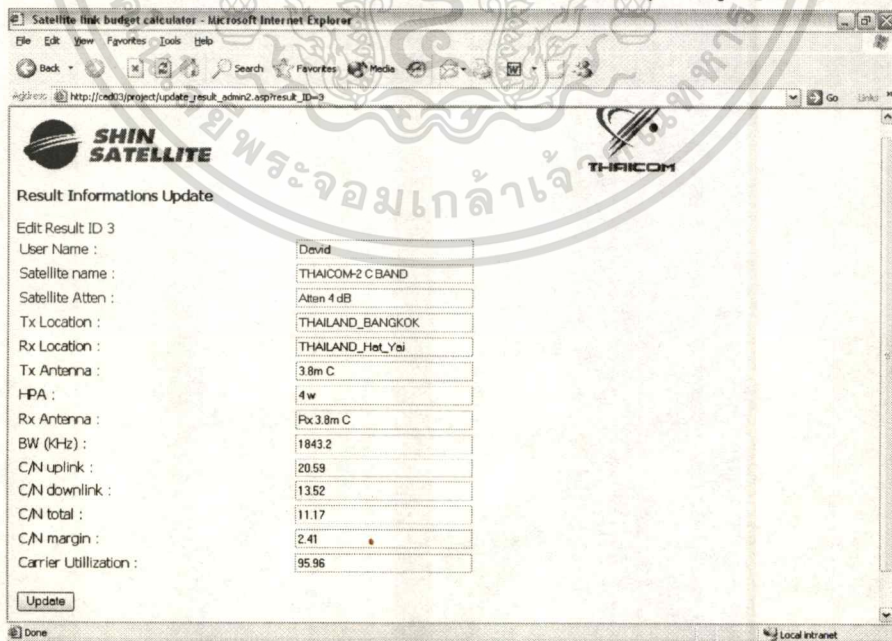 Satellite link budget calculator - Microsoft Internet Explorer
File Edit View Favorites Tools Help
Back Search Favorites Media
Address http://ced03/project/update_result_admin2.asp?result_ID=3 Go Links
SHIN
SATELLITE
THAICOM
Result Informations Update
Edit Result ID 3
User Name : David
Satellite name : THAICOM-2 C BAND
Satellite Atten : Atten 4 dB
Tx Location : THAILAND_BANGKOK
Rx Location : THAILAND_Hat_Yai
Tx Antenna : 3.8m C
HPA : 4 w
Rx Antenna : Rx 3.8m C
BW (KHz) : 1843.2
C/N uplink : 20.59
C/N downlink : 13.52
C/N total : 11.17
C/N margin : 2.41
Carrier Utillization : 95.96
Update
Done Local intranet